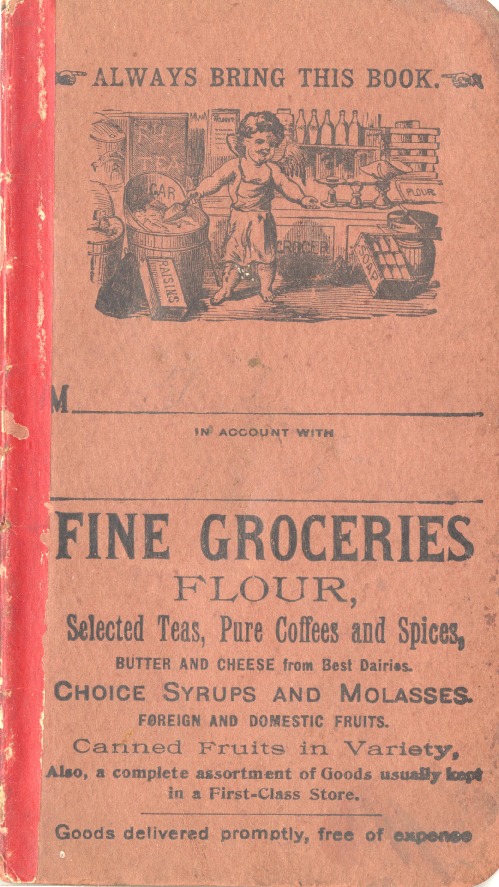 ALWAYS BRING THIS BOOK.
TEA
GAR
FLOUR
GROCER
SOAP
RAISINS
M
IN ACCOUNT WITH
FINE GROCERIES
FLOUR,
Selected Teas, Pure Coffees and Spices,
BUTTER AND CHEESE from Best Dairies.
CHOICE SYRUPS AND MOLASSES.
FOREIGN AND DOMESTIC FRUITS.
Canned Fruits in Variety,
Also, a complete assortment of Goods usually kept
in a First-Class Store.
Goods delivered promptly, free of expense